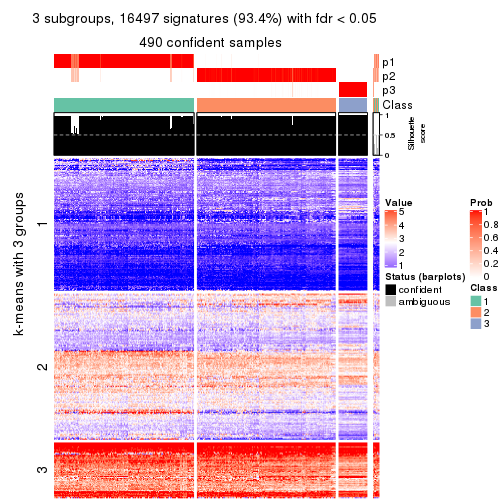 3 subgroups, 16497 signatures (93.4%) with fdr < 0.05
490 confident samples
p1
p2
p3
Class
1
0.5
0
Silhouette
score
k-means with 3 groups
1
2
3
Value
5
4
3
2
1
Status (barplots)
confident
ambiguous
Prob
1
0.8
0.6
0.4
0.2
0
Class
1
2
3